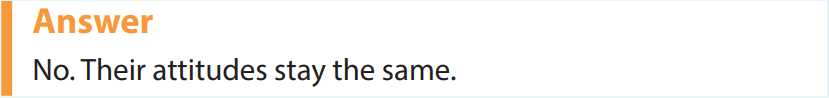 Answer
No. Their attitudes stay the same.